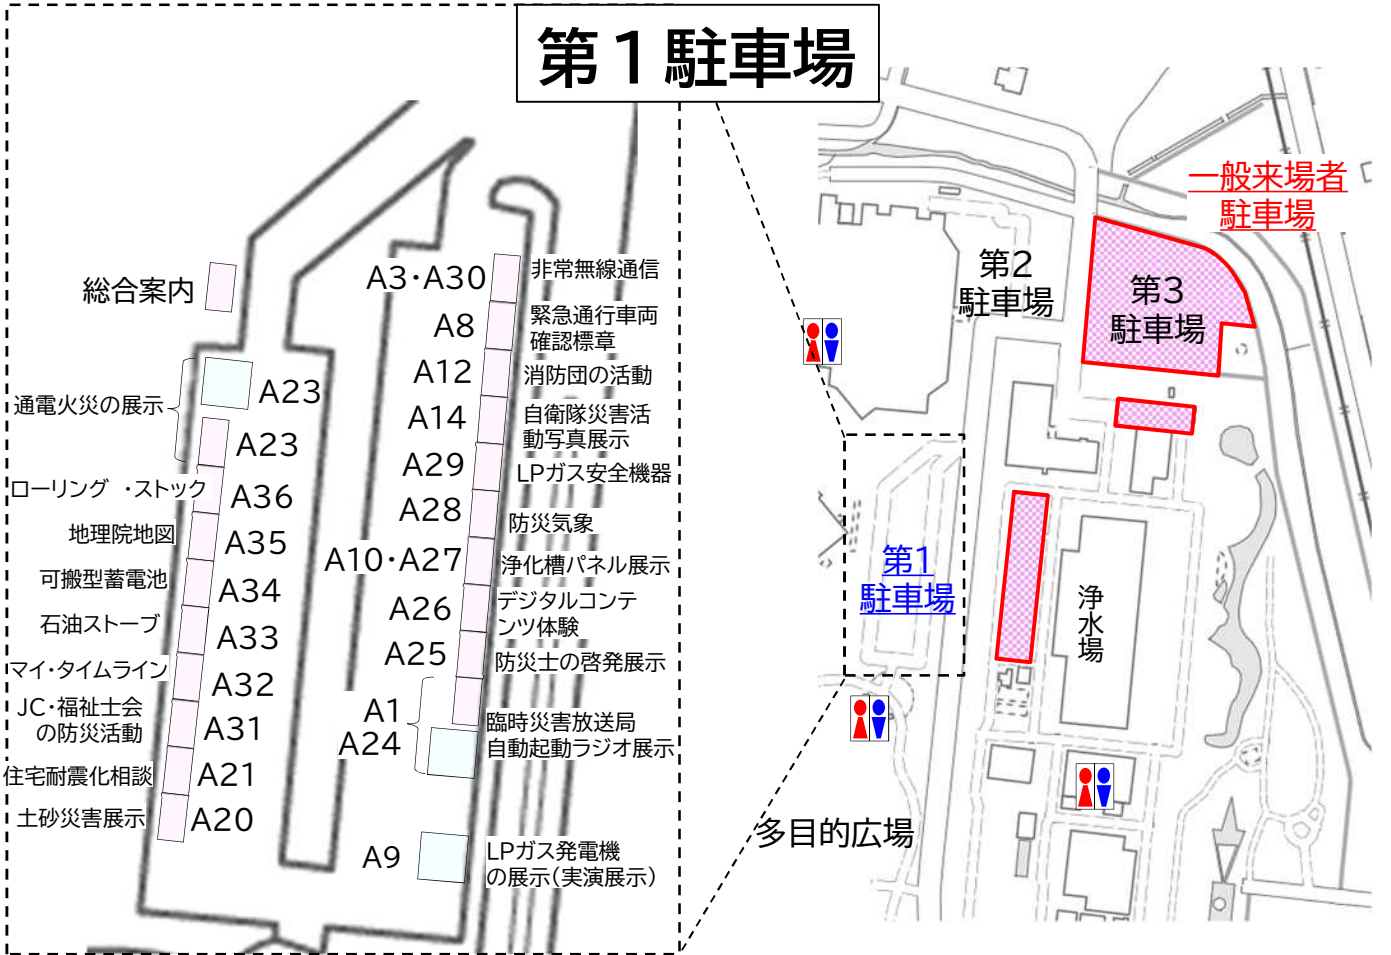 第１駐車場
総合案内
通電火災の展示
A23
A23
ローリング ・ストック
A36
地理院地図
A35
可搬型蓄電池
A34
石油ストーブ
A33
マイ・タイムライン
A32
JC・福祉士会
の防災活動
A31
住宅耐震化相談
A21
土砂災害展示
A20
A3・A30
非常無線通信
A8
緊急通行車両
確認標章
A12
消防団の活動
A14
自衛隊災害活
動写真展示
A29
LPガス安全機器
A28
防災気象
A10・A27
浄化槽パネル展示
A26
デジタルコンテ
ンツ体験
A25
防災士の啓発展示
A1
A24
臨時災害放送局
自動起動ラジオ展示
A9
LPガス発電機
の展示（実演展示）
一般来場者
駐車場
第2
駐車場
第3
駐車場
第1
駐車場
浄水場
多目的広場